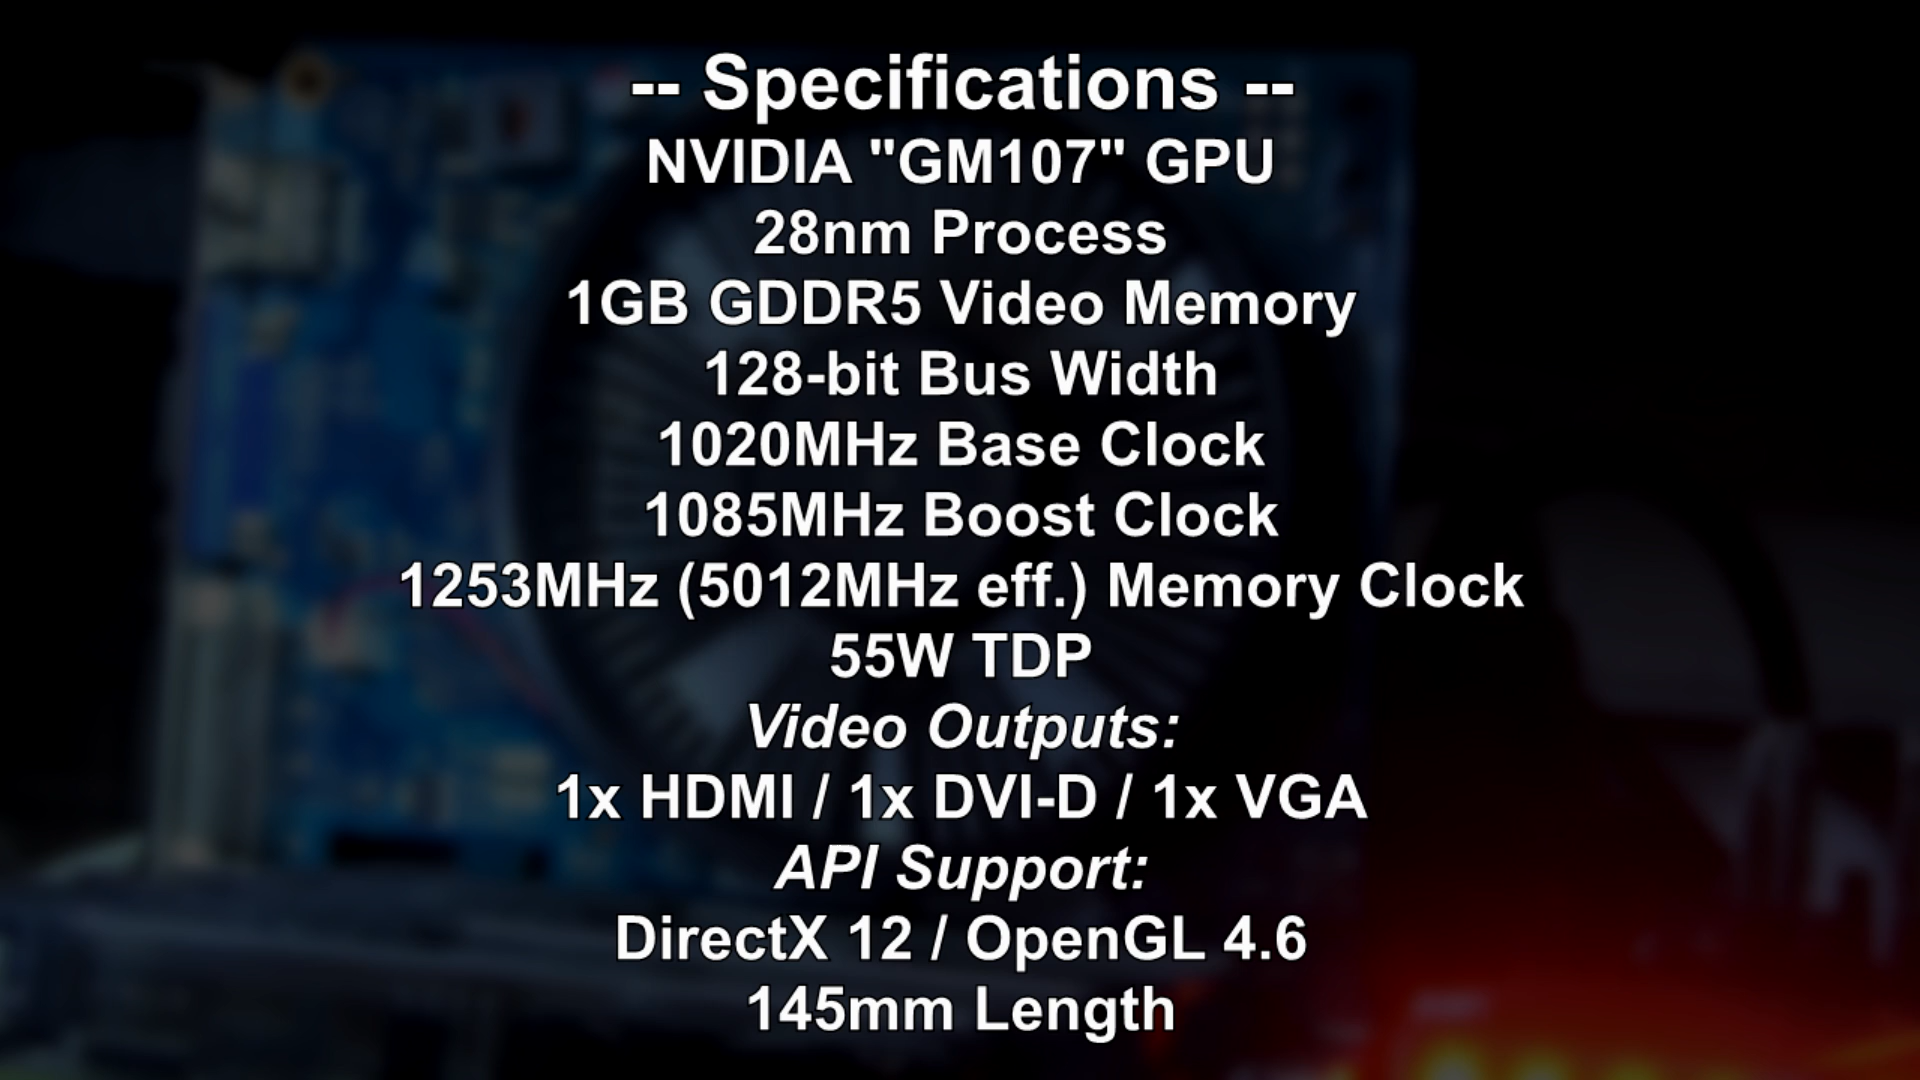 -- Specifications --
NVIDIA "GM107" GPU
28nm Process
1GB GDDR5 Video Memory
128-bit Bus Width
1020MHz Base Clock
1085MHz Boost Clock
1253MHz (5012MHz eff.) Memory Clock
55W TDP
Video Outputs:
1x HDMI / 1x DVI-D / 1x VGA
API Support:
DirectX 12 / OpenGL 4.6
145mm Length